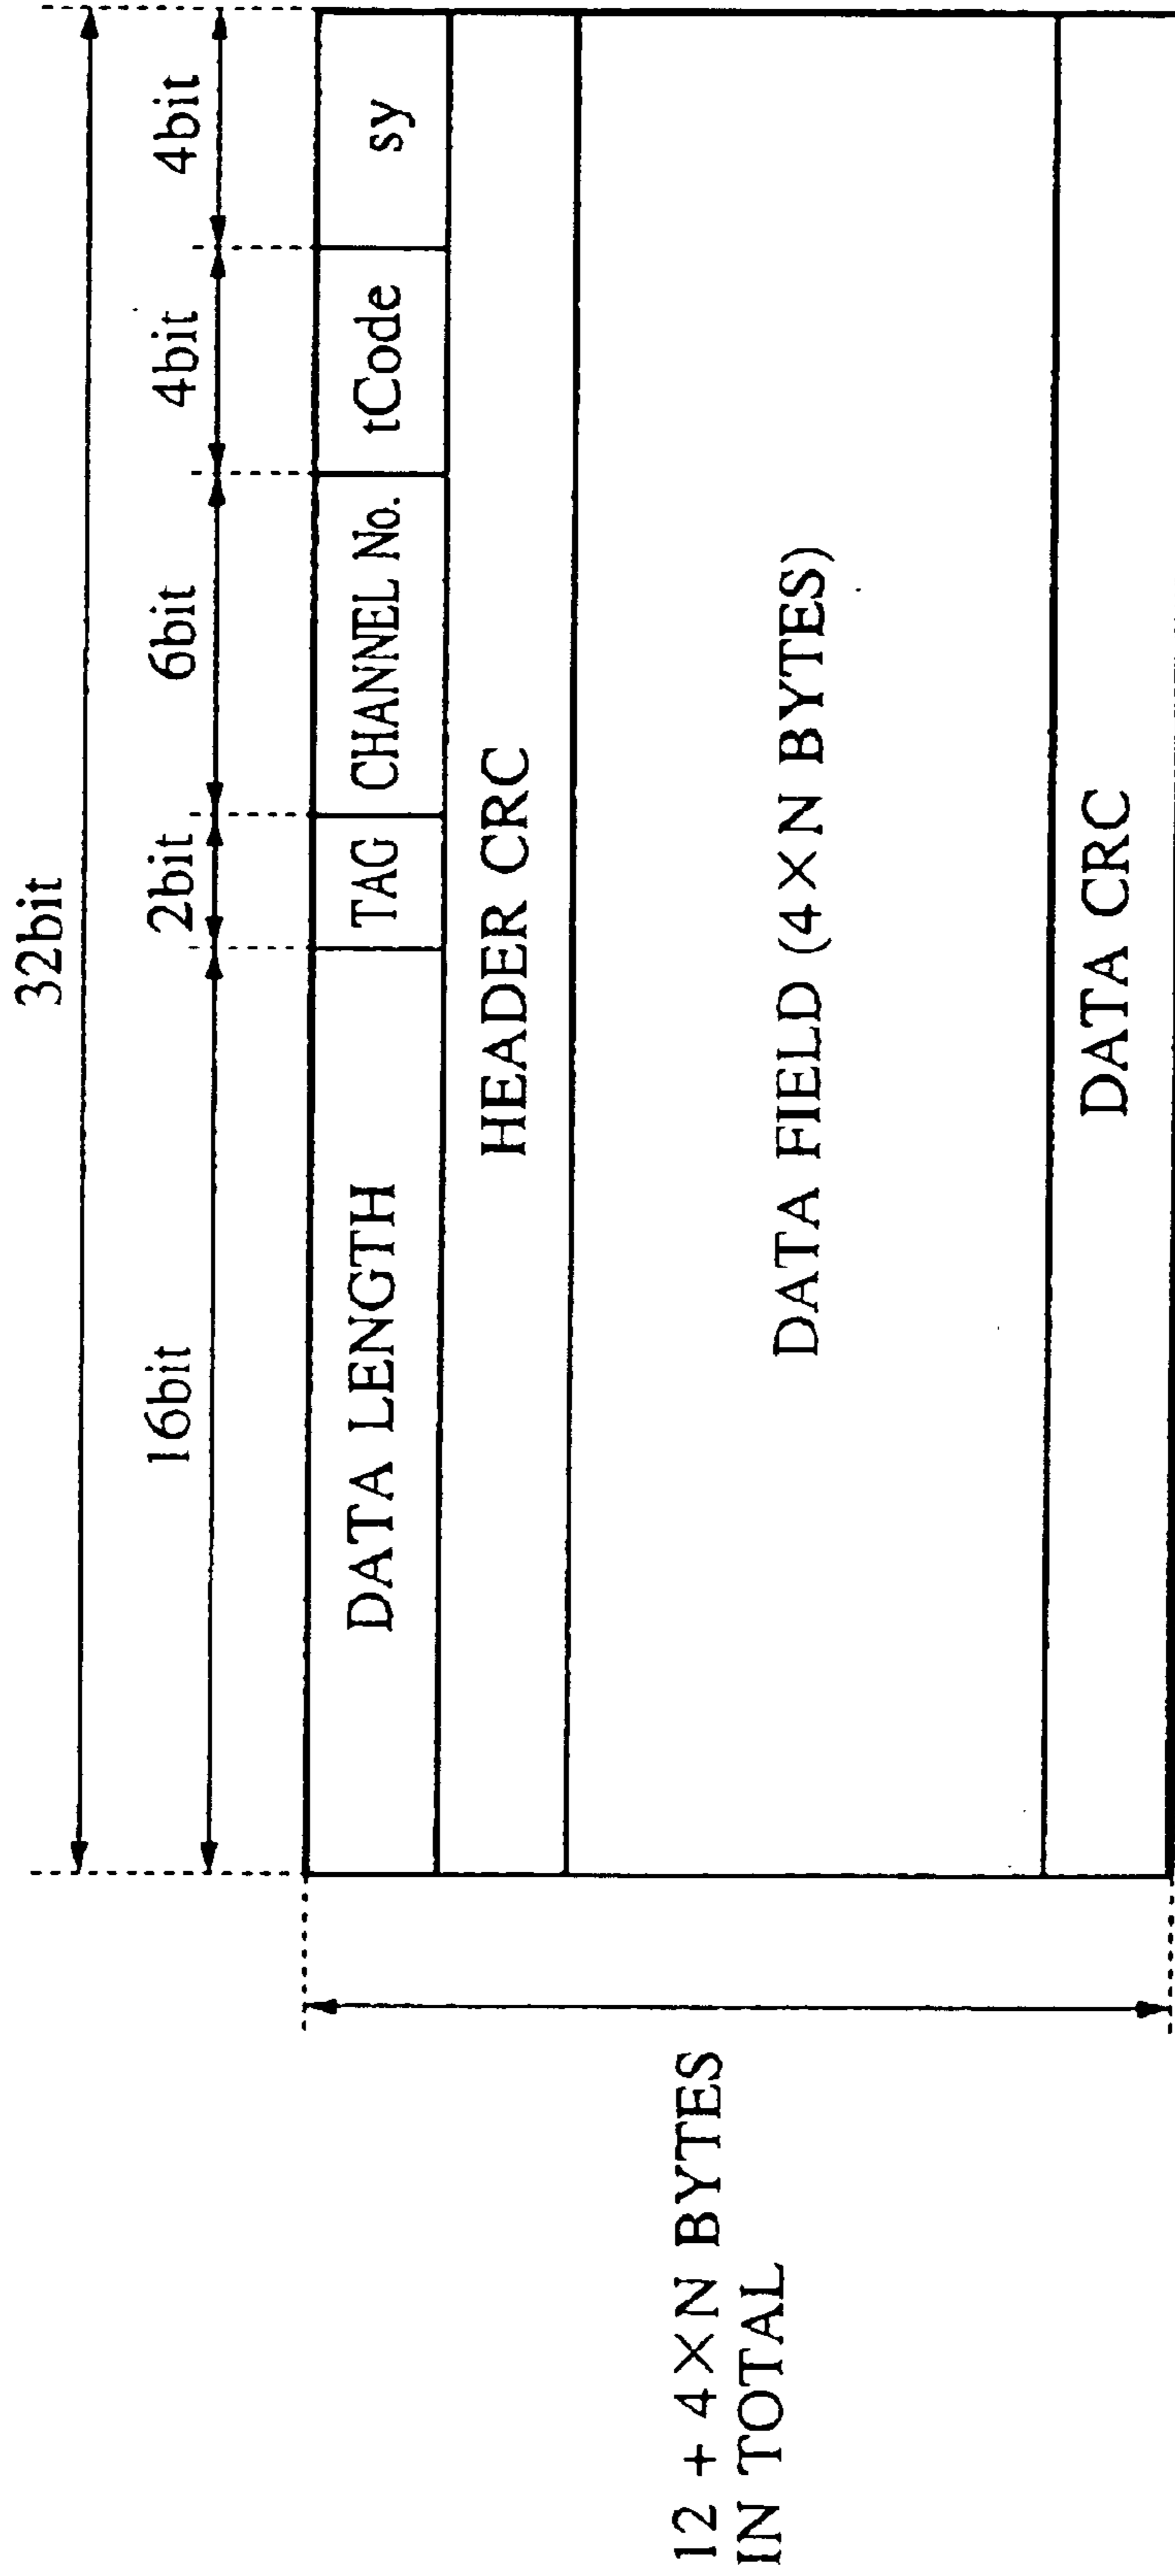 32bit
16bit
2bit
6bit
4bit
4bit
DATA LENGTH
TAG
CHANNEL No.
tCode
sy
HEADER CRC
DATA FIELD (4×N BYTES)
DATA CRC
12 + 4×N BYTES
IN TOTAL